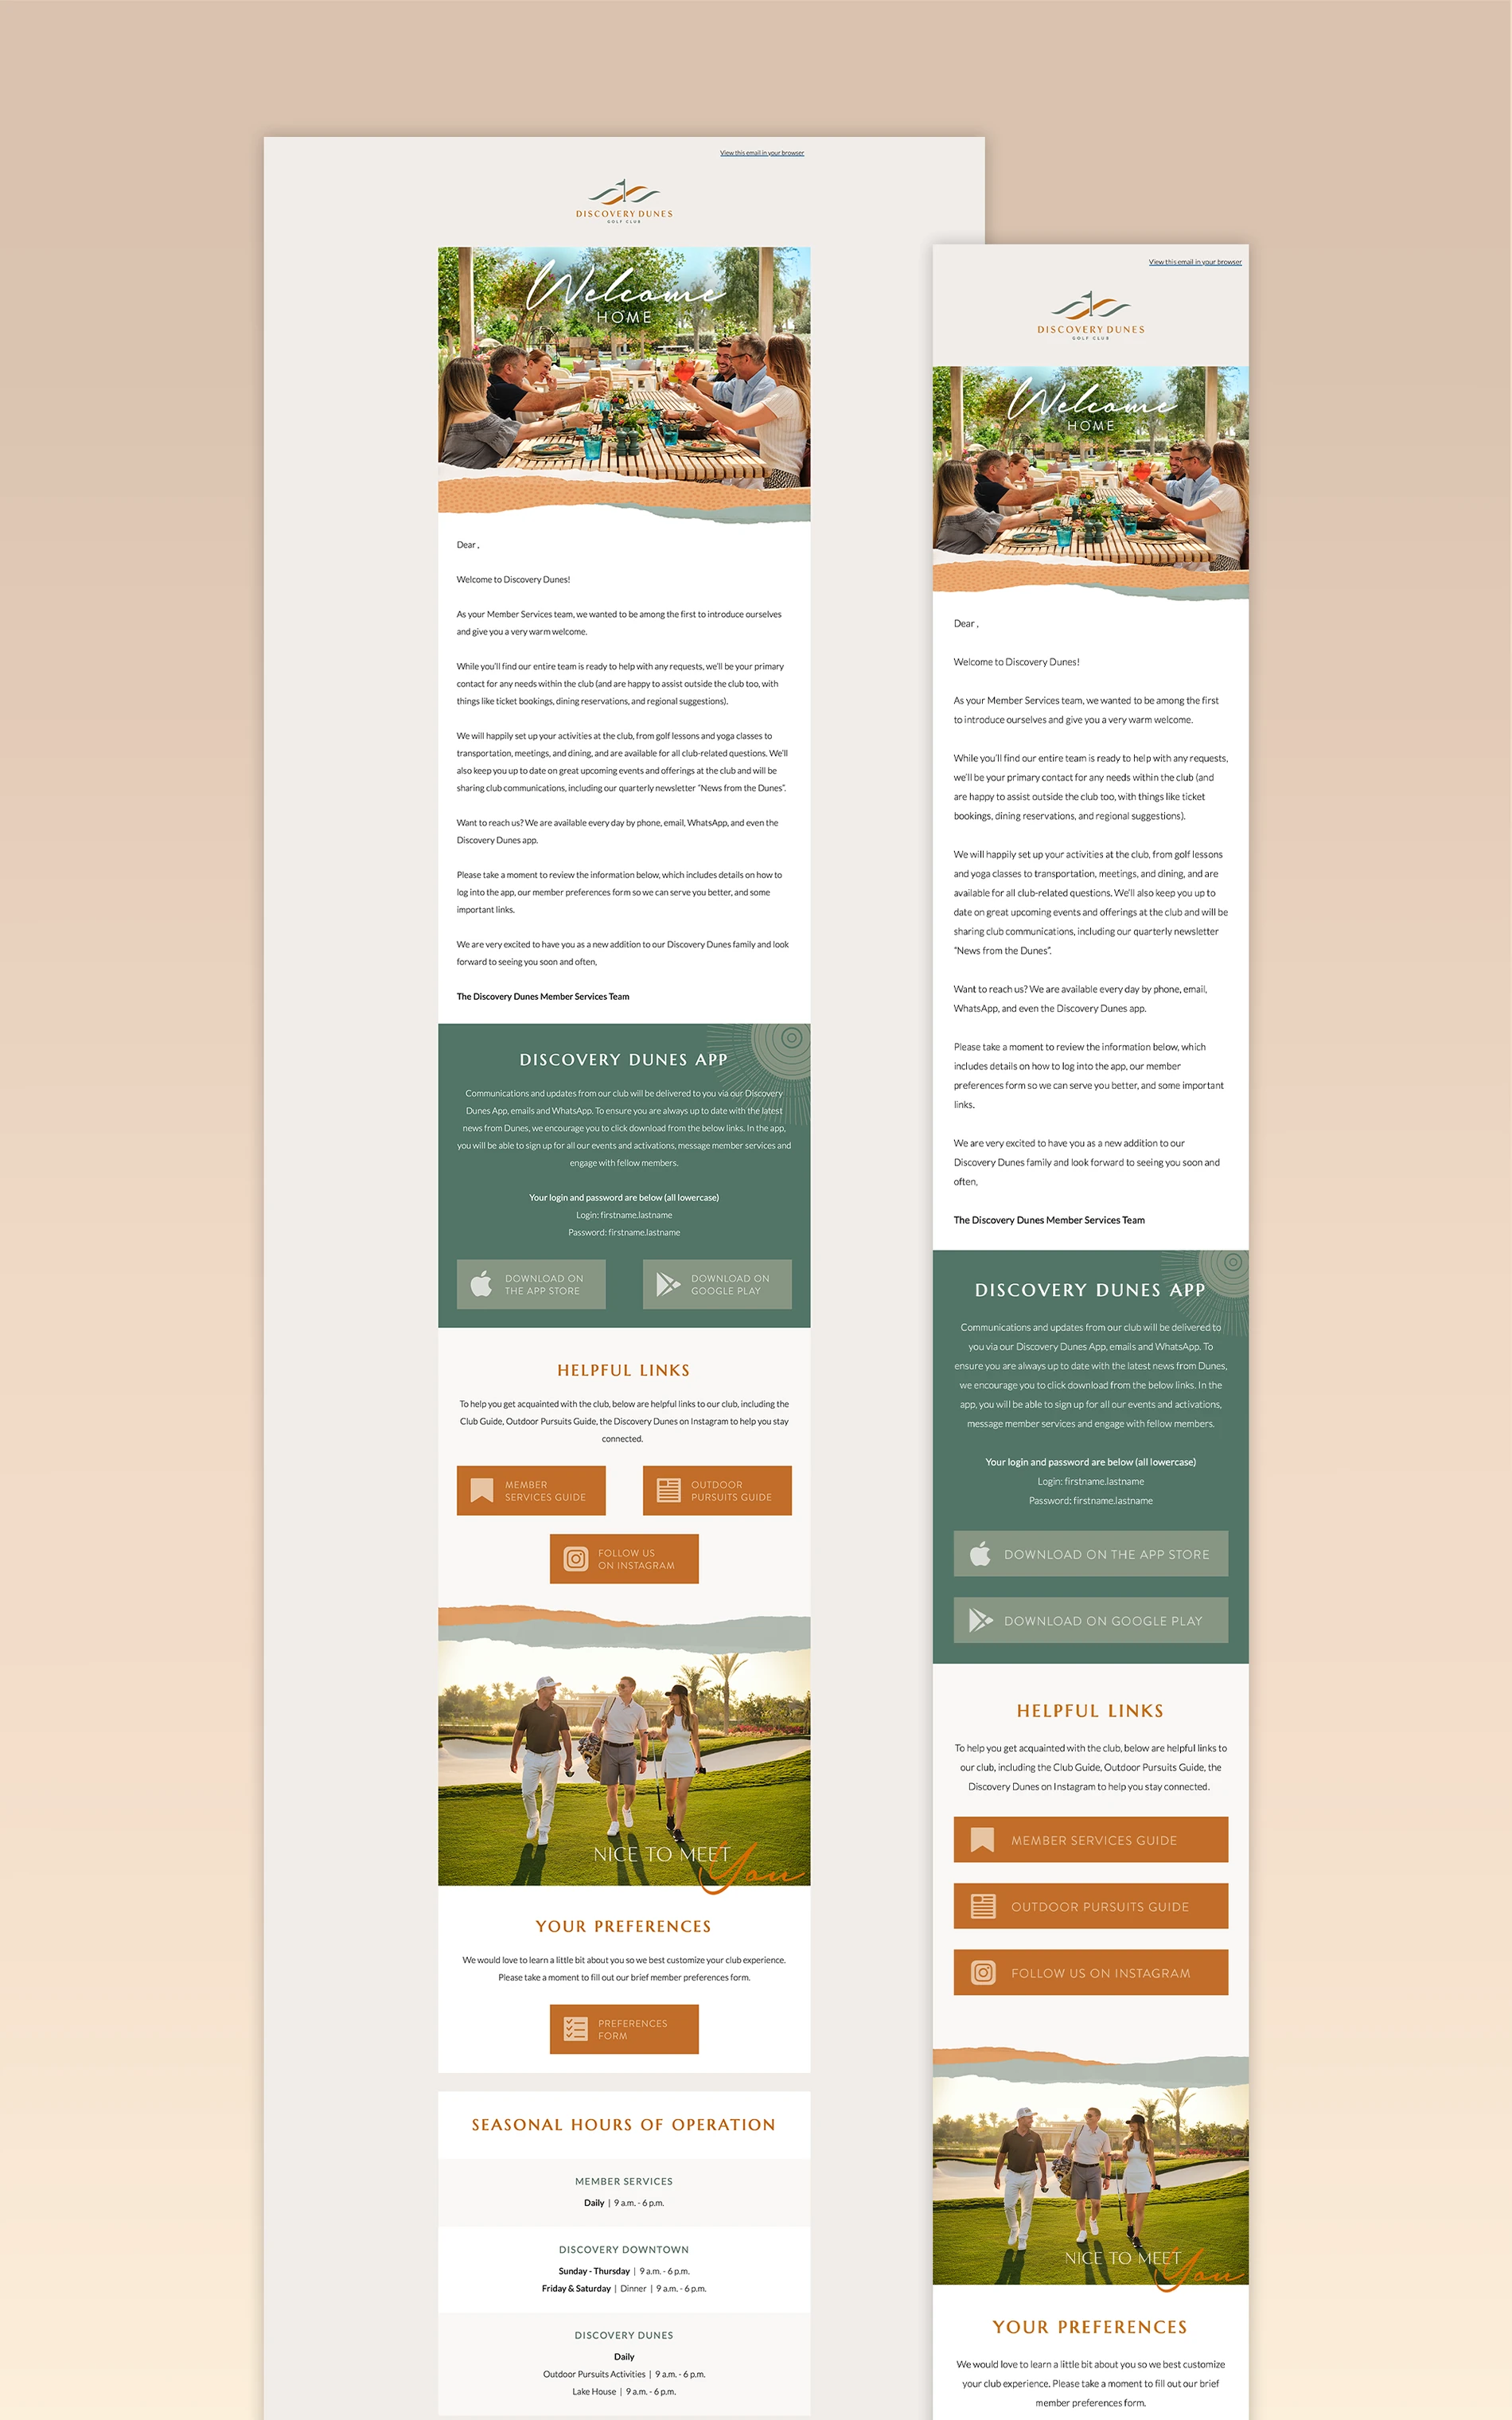 View this email in your browser
DISCOVERY DUNES
GOLF CLUB
Welcome
HOME
Dear ,
Welcome to Discovery Dunes!
As your Member Services team, we wanted to be among the first to introduce ourselves
and give you a very warm welcome.
While you'll find our entire team is ready to help with any requests, we'll be your primary
contact for any needs within the club (and are happy to assist outside the club too, with
things like ticket bookings, dining reservations, and regional suggestions).
We will happily set up your activities at the club, from golf lessons and yoga classes to
transportation, meetings, and dining, and are available for all club-related questions. We'll
also keep you up to date on great upcoming events and offerings at the club and will be
sharing club communications, including our quarterly newsletter "News from the Dunes".
Want to reach us? We are available every day by phone, email, WhatsApp, and even the
Discovery Dunes app.
Please take a moment to review the information below, which includes details on how to
log into the app, our member preferences form so we can serve you better, and some
important links.
We are very excited to have you as a new addition to our Discovery Dunes family and look
forward to seeing you soon and often,
The Discovery Dunes Member Services Team
DISCOVERY DUNES APP
Communications and updates from our club will be delivered to you via our Discovery
Dunes App, emails and WhatsApp. To ensure you are always up to date with the latest
news from Dunes, we encourage you to click download from the below links. In the app,
you will be able to sign up for all our events and activations, message member services and
engage with fellow members.
Your login and password are below (all lowercase)
Login: firstname.lastname
Password: firstname.lastname
DOWNLOAD ON
THE APP STORE
DOWNLOAD ON
GOOGLE PLAY
HELPFUL LINKS
To help you get acquainted with the club, below are helpful links to our club, including the
Club Guide, Outdoor Pursuits Guide, the Discovery Dunes on Instagram to help you stay
connected.
MEMBER
SERVICES GUIDE
OUTDOOR
PURSUITS GUIDE
FOLLOW US
ON INSTAGRAM
NICE TO MEET
You
YOUR PREFERENCES
We would love to learn a little bit about you so we best customize your club experience.
Please take a moment to fill out our brief member preferences form.
PREFERENCES
FORM
SEASONAL HOURS OF OPERATION
MEMBER SERVICES
Daily | 9 a.m. - 6 p.m.
DISCOVERY DOWNTOWN
Sunday - Thursday | 9 a.m. - 6 p.m.
Friday & Saturday | Dinner | 9 a.m. - 6 p.m.
DISCOVERY DUNES
Daily
Outdoor Pursuits Activities | 9 a.m. - 6 p.m.
Lake House | 9 a.m. - 6 p.m.
View this email in your browser
DISCOVERY DUNES
GOLF CLUB
Welcome
HOME
Dear ,
Welcome to Discovery Dunes!
As your Member Services team, we wanted to be among the first
to introduce ourselves and give you a very warm welcome.
While you'll find our entire team is ready to help with any requests,
we'll be your primary contact for any needs within the club (and
are happy to assist outside the club too, with things like ticket
bookings, dining reservations, and regional suggestions).
We will happily set up your activities at the club, from golf lessons
and yoga classes to transportation, meetings, and dining, and are
available for all club-related questions. We'll also keep you up to
date on great upcoming events and offerings at the club and will be
sharing club communications, including our quarterly newsletter
"News from the Dunes".
Want to reach us? We are available every day by phone, email,
WhatsApp, and even the Discovery Dunes app.
Please take a moment to review the information below, which
includes details on how to log into the app, our member
preferences form so we can serve you better, and some important
links.
We are very excited to have you as a new addition to our
Discovery Dunes family and look forward to seeing you soon and
often,
The Discovery Dunes Member Services Team
DISCOVERY DUNES APP
Communications and updates from our club will be delivered to
you via our Discovery Dunes App, emails and WhatsApp. To
ensure you are always up to date with the latest news from Dunes,
we encourage you to click download from the below links. In the
app, you will be able to sign up for all our events and activations,
message member services and engage with fellow members.
Your login and password are below (all lowercase)
Login: firstname.lastname
Password: firstname.lastname
DOWNLOAD ON THE APP STORE
DOWNLOAD ON GOOGLE PLAY
HELPFUL LINKS
To help you get acquainted with the club, below are helpful links to
our club, including the Club Guide, Outdoor Pursuits Guide, the
Discovery Dunes on Instagram to help you stay connected.
MEMBER SERVICES GUIDE
OUTDOOR PURSUITS GUIDE
FOLLOW US ON INSTAGRAM
NICE TO MEET
You
YOUR PREFERENCES
We would love to learn a little bit about you so we best customize
your club experience. Please take a moment to fill out our brief
member preferences form.